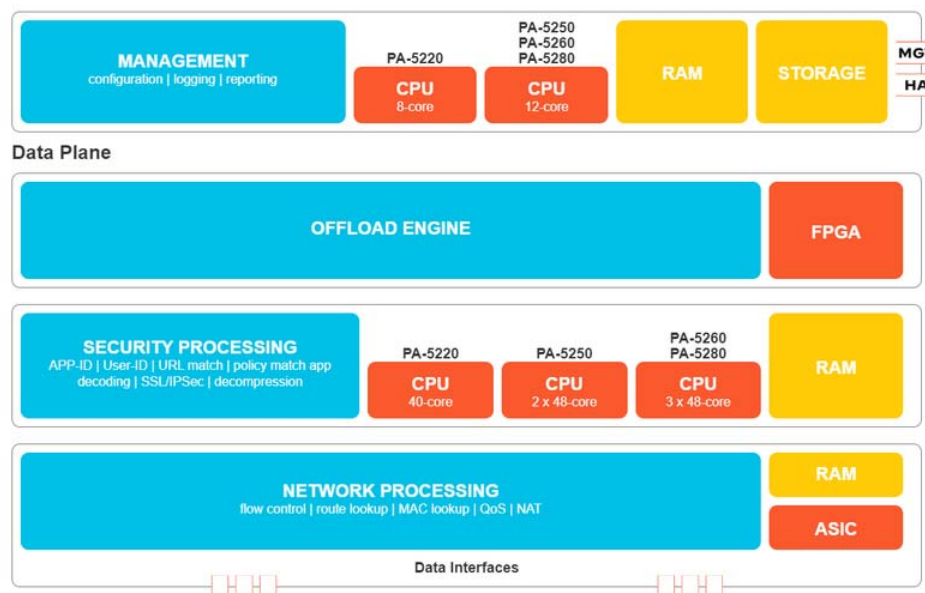 MANAGEMENT
configuration | logging | reporting
PA-5220
CPU
8-core
PA-5250
PA-5260
PA-5280
CPU
12-core
RAM
STORAGE
MG
HA
Data Plane
OFFLOAD ENGINE
FPGA
SECURITY PROCESSING
APP-ID | User-ID | URL match | policy match app
decoding | SSL/IPSec | decompression
PA-5220
CPU
40-core
PA-5250
CPU
2 x 48-core
PA-5260
PA-5280
CPU
3 x 48-core
RAM
NETWORK PROCESSING
flow control | route lookup | MAC lookup | QoS | NAT
RAM
ASIC
Data Interfaces